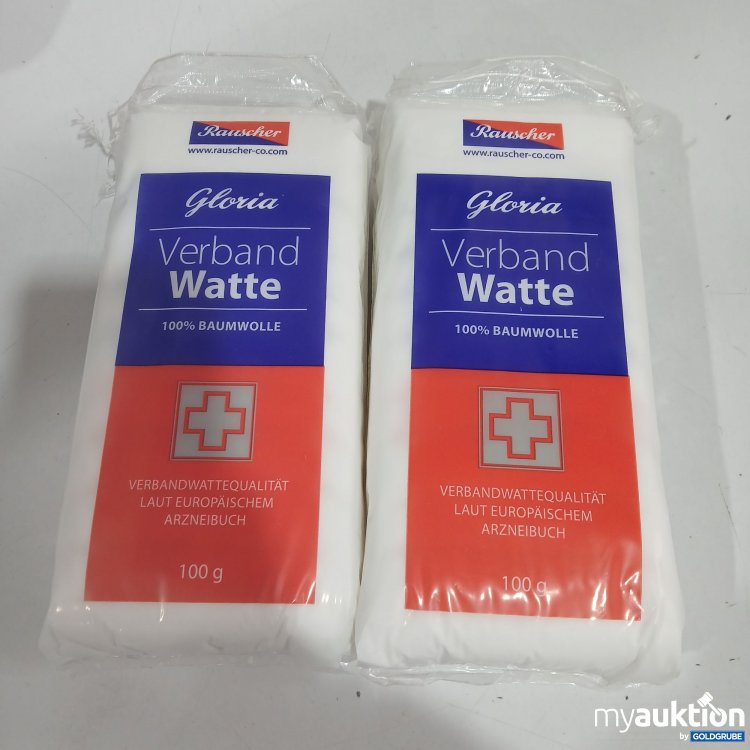 Rauscher
www.rauscher-co.com
Gloria
Verband
Watte
100% BAUMWOLLE
VERBANDWATTEQUALITÄT
LAUT EUROPÄISCHEM
ARZNEIBUCH
100 g
Rauscher
www.rauscher-co.com
Gloria
Verband
Watte
100% BAUMWOLLE
VERBANDWATTEQUALITÄT
LAUT EUROPÄISCHEM
ARZNEIBUCH
100 g
myauktion
by GOLDGRUBE